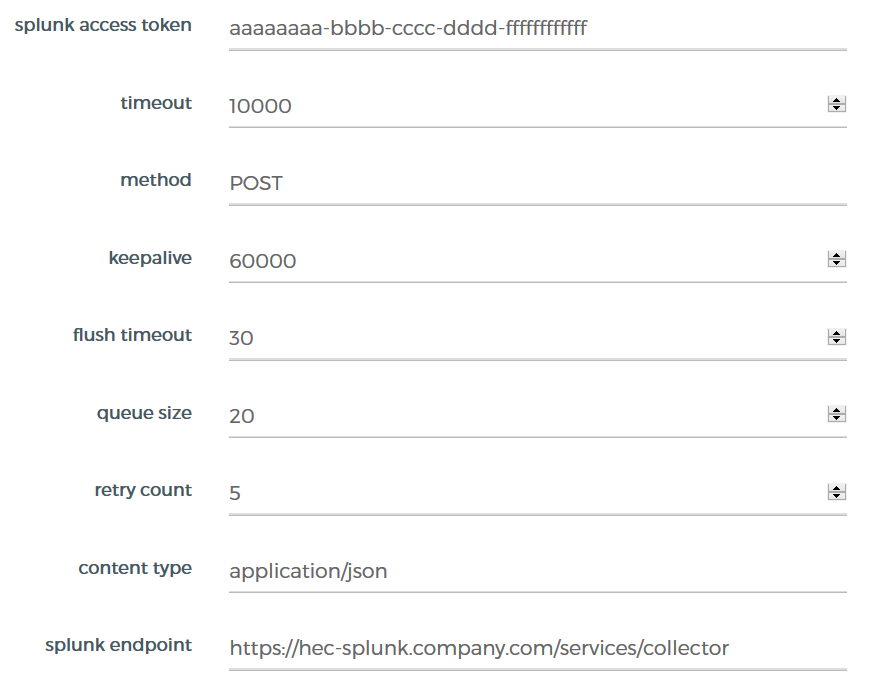 splunk access token aaaaaaaa-bbbb-cccc-dddd-ffffffffffff
timeout 10000
method POST
keepalive 60000
flush timeout 30
queue size 20
retry count 5
content type application/json
splunk endpoint https://hec-splunk.company.com/services/collector